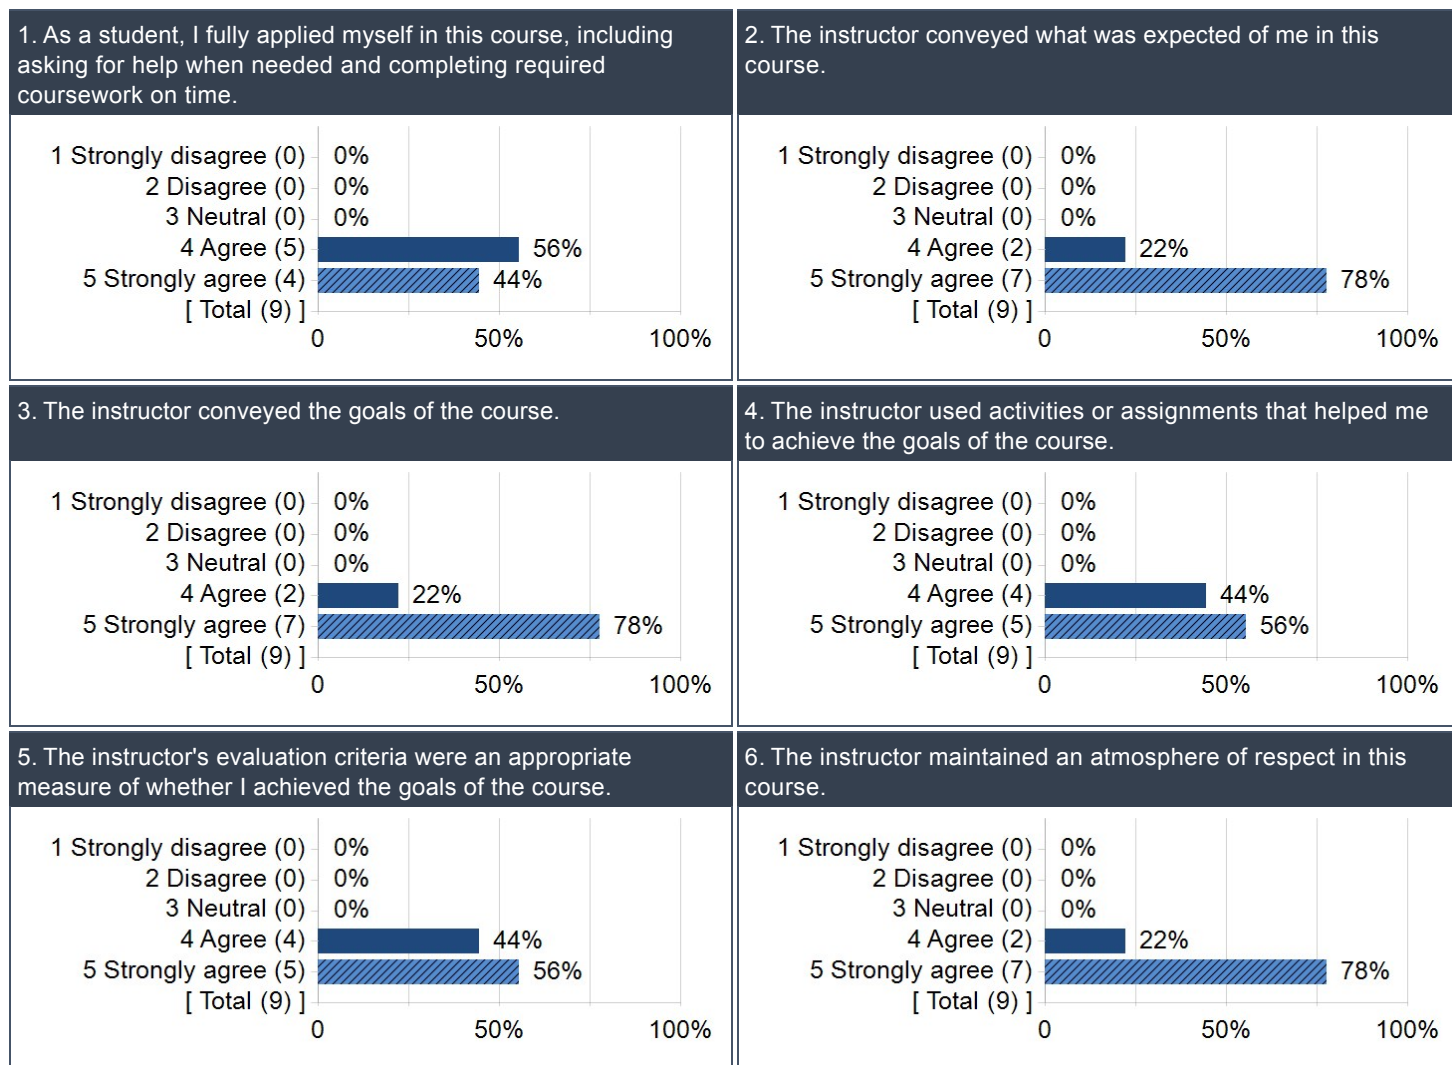 1. As a student, I fully applied myself in this course, including
asking for help when needed and completing required
coursework on time.
1 Strongly disagree (0) 0%
2 Disagree (0) 0%
3 Neutral (0) 0%
4 Agree (5) 56%
5 Strongly agree (4) 44%
[ Total (9) ]
0 50% 100%
2. The instructor conveyed what was expected of me in this
course.
1 Strongly disagree (0) 0%
2 Disagree (0) 0%
3 Neutral (0) 0%
4 Agree (2) 22%
5 Strongly agree (7) 78%
[ Total (9) ]
0 50% 100%
3. The instructor conveyed the goals of the course.
1 Strongly disagree (0) 0%
2 Disagree (0) 0%
3 Neutral (0) 0%
4 Agree (2) 22%
5 Strongly agree (7) 78%
[ Total (9) ]
0 50% 100%
4. The instructor used activities or assignments that helped me
to achieve the goals of the course.
1 Strongly disagree (0) 0%
2 Disagree (0) 0%
3 Neutral (0) 0%
4 Agree (4) 44%
5 Strongly agree (5) 56%
[ Total (9) ]
0 50% 100%
5. The instructor's evaluation criteria were an appropriate
measure of whether I achieved the goals of the course.
1 Strongly disagree (0) 0%
2 Disagree (0) 0%
3 Neutral (0) 0%
4 Agree (4) 44%
5 Strongly agree (5) 56%
[ Total (9) ]
0 50% 100%
6. The instructor maintained an atmosphere of respect in this
course.
1 Strongly disagree (0) 0%
2 Disagree (0) 0%
3 Neutral (0) 0%
4 Agree (2) 22%
5 Strongly agree (7) 78%
[ Total (9) ]
0 50% 100%